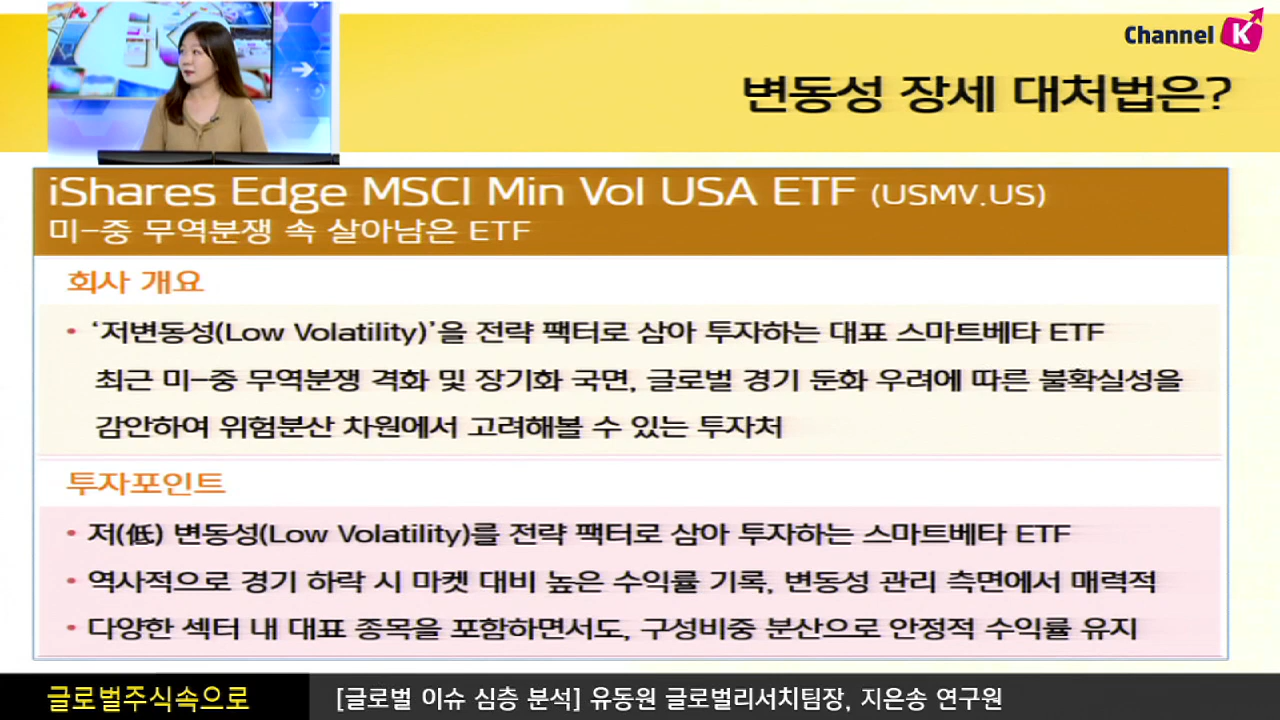 Channel K
변동성 장세 대처법은?
iShares Edge MSCI Min Vol USA ETF (USMV.US)
미-중 무역분쟁 속 살아남은 ETF
회사 개요
• ‘저변동성(Low Volatility)’을 전략 팩터로 삼아 투자하는 대표 스마트베타 ETF
최근 미-중 무역분쟁 격화 및 장기화 국면, 글로벌 경기 둔화 우려에 따른 불확실성을
감안하여 위험분산 차원에서 고려해볼 수 있는 투자처
투자포인트
• 저(低) 변동성(Low Volatility)를 전략 팩터로 삼아 투자하는 스마트베타 ETF
• 역사적으로 경기 하락 시 마켓 대비 높은 수익률 기록, 변동성 관리 측면에서 매력적
• 다양한 섹터 내 대표 종목을 포함하면서도, 구성비중 분산으로 안정적 수익률 유지
글로벌주식속으로
[글로벌 이슈 심층 분석] 유동원 글로벌리서치팀장, 지은송 연구원